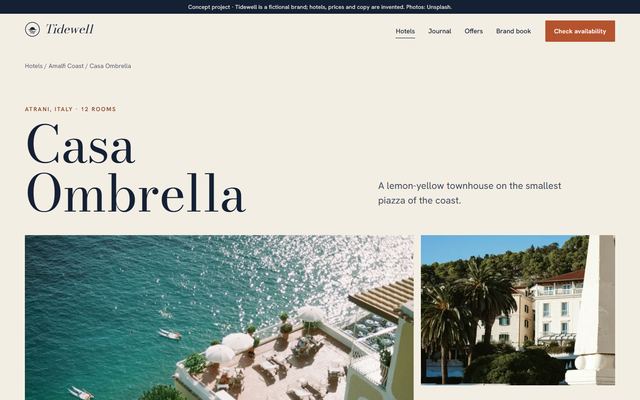 Concept project · Tidewell is a fictional brand; hotels, prices and copy are invented. Photos: Unsplash.
Tidewell
Hotels
Journal
Offers
Brand book
Check availability
Hotels / Amalfi Coast / Casa Ombrella
ATRANI, ITALY · 12 ROOMS
Casa
Ombrella
A lemon-yellow townhouse on the smallest
piazza of the coast.